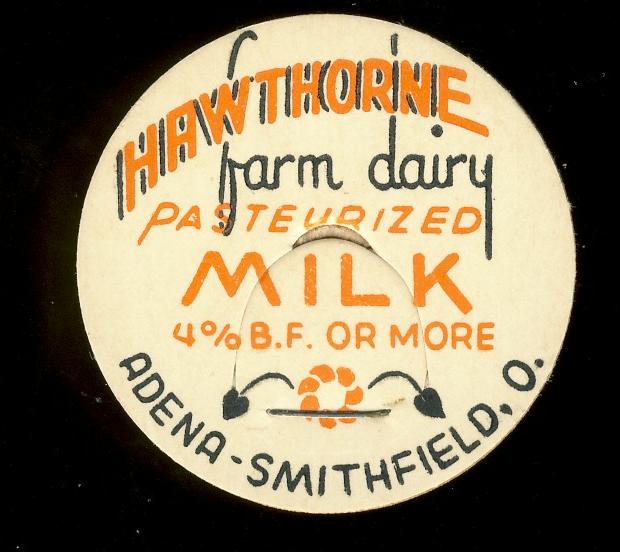 HAWTHORNE
farm dairy
PASTEURIZED
MILK
4% B.F. OR MORE
ADENA-SMITHFIELD, O.